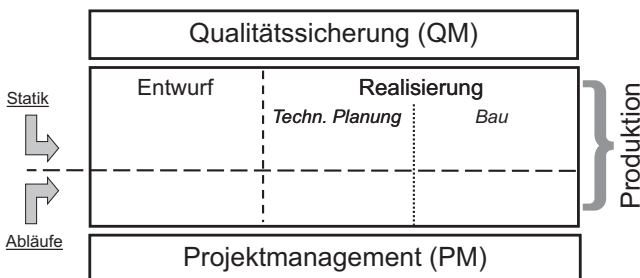 Qualitätssicherung (QM)
Entwurf
Realisierung
Statik
Techn. Planung
Bau
Produktion
Abläufe
Projektmanagement (PM)